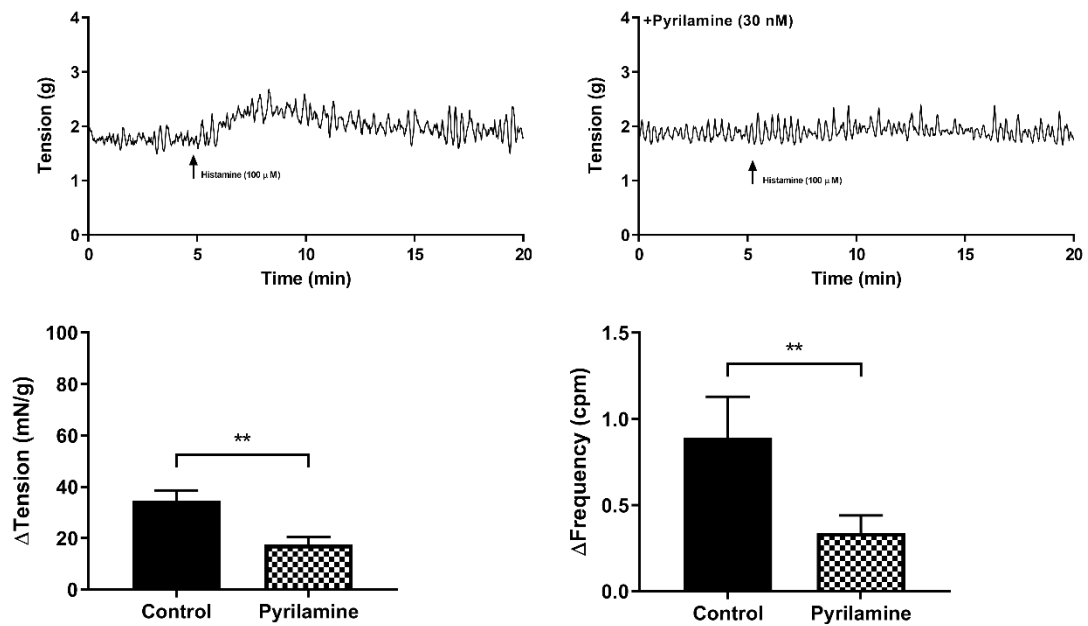 4
3
2
1
0
Tension (g)
Histamine (100 μM)
0 5 10 15 20
Time (min)
+Pyrilamine (30 nM)
4
3
2
1
0
Tension (g)
Histamine (100 μM)
0 5 10 15 20
Time (min)
100
80
60
40
20
0
ΔTension (mN/g)
**
Control Pyrilamine
1.5
1.0
0.5
0.0
ΔFrequency (cpm)
**
Control Pyrilamine